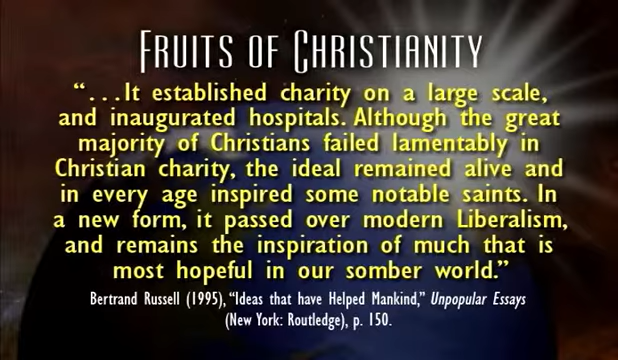 FRUITS OF CHRISTIANITY
“...It established charity on a large scale,
and inaugurated hospitals. Although the great
majority of Christians failed lamentably in
Christian charity, the ideal remained alive and
in every age inspired some notable saints. In
a new form, it passed over modern Liberalism,
and remains the inspiration of much that is
most hopeful in our somber world.”
Bertrand Russell (1995), “Ideas that have Helped Mankind,” Unpopular Essays
(New York: Routledge), p. 150.